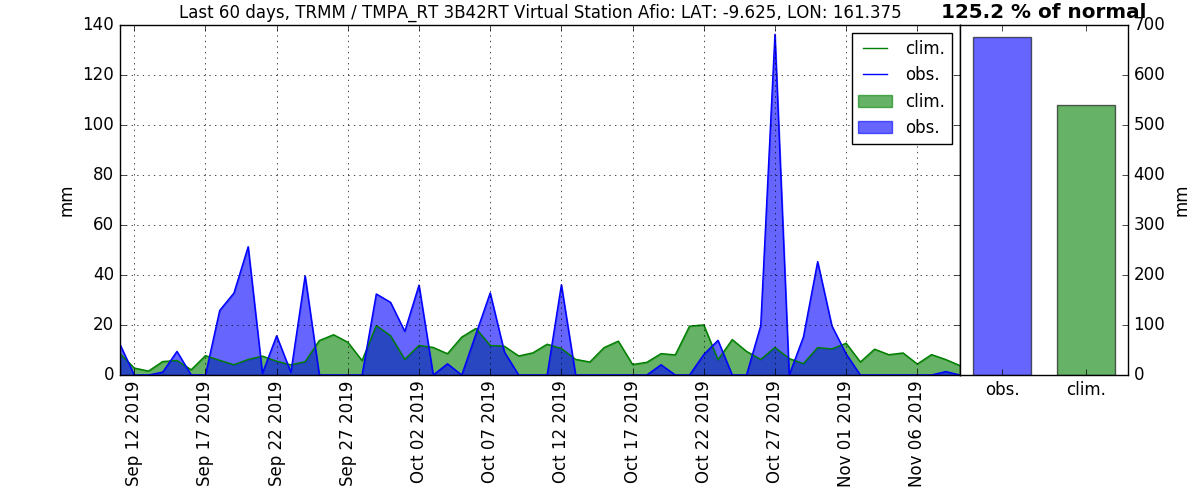 Last 60 days, TRMM / TMPA_RT 3B42RT Virtual Station Afio: LAT: -9.625, LON: 161.375
125.2 % of normal
140
120
100
80
60
40
20
0
mm
clim.
obs.
clim.
obs.
Sep 12 2019
Sep 17 2019
Sep 22 2019
Sep 27 2019
Oct 02 2019
Oct 07 2019
Oct 12 2019
Oct 17 2019
Oct 22 2019
Oct 27 2019
Nov 01 2019
Nov 06 2019
700
600
500
400
300
200
100
0
mm
obs.
clim.